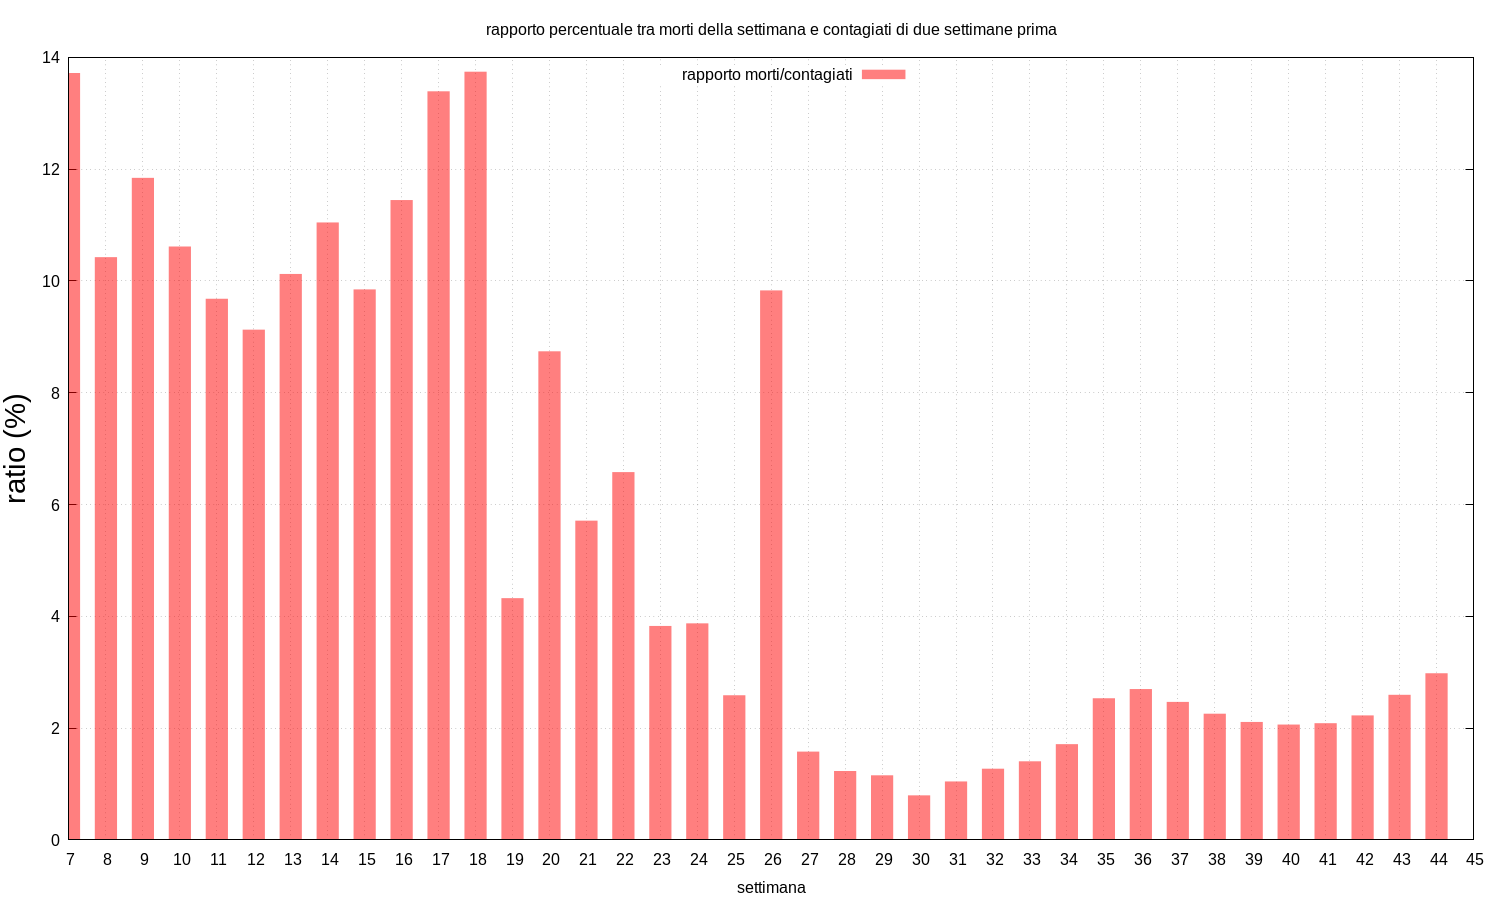 rapporto percentuale tra morti della settimana e contagiati di due settimane prima
rapporto morti/contagiati
ratio (%)
14
12
10
8
6
4
2
0
7 8 9 10 11 12 13 14 15 16 17 18 19 20 21 22 23 24 25 26 27 28 29 30 31 32 33 34 35 36 37 38 39 40 41 42 43 44 45
settimana